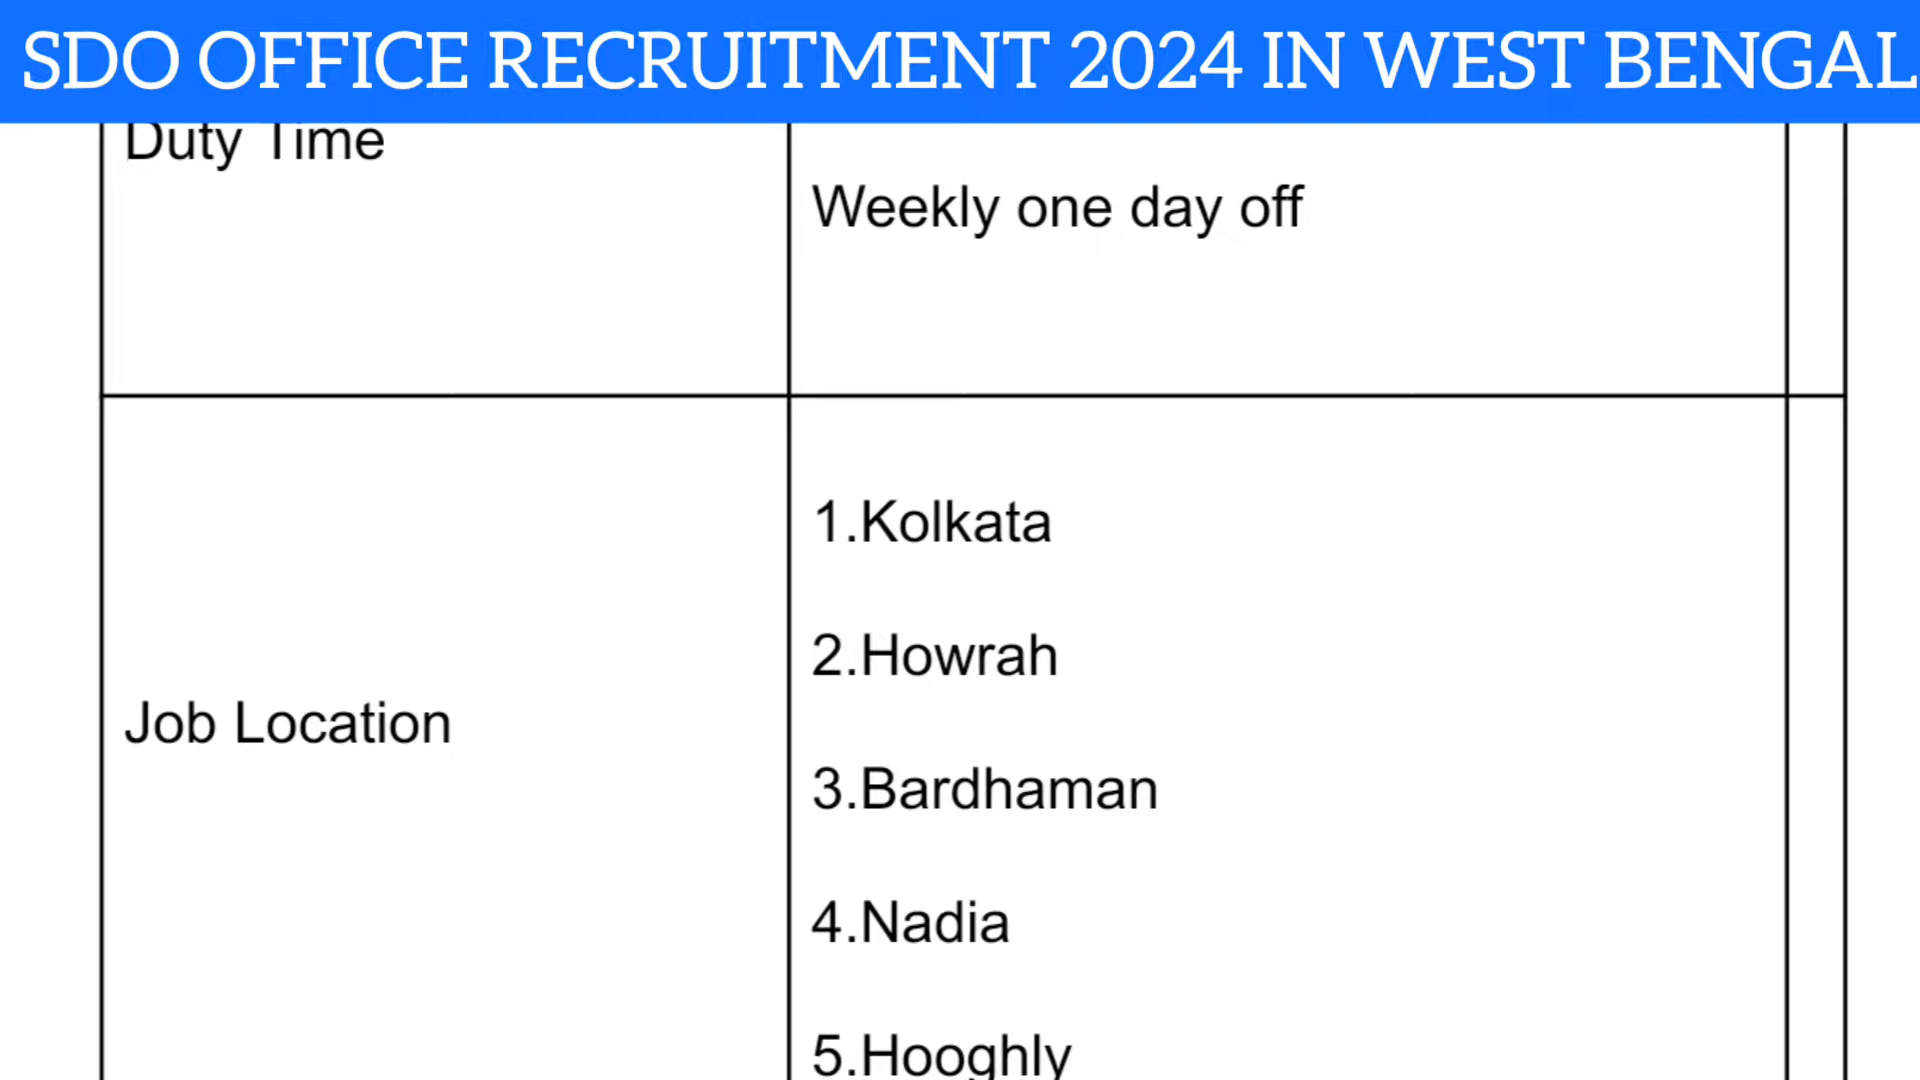 SDO OFFICE RECRUITMENT 2024 IN WEST BENGAL
Duty Time
Weekly one day off
Job Location
1.Kolkata
2.Howrah
3.Bardhaman
4.Nadia
5.Hooghly